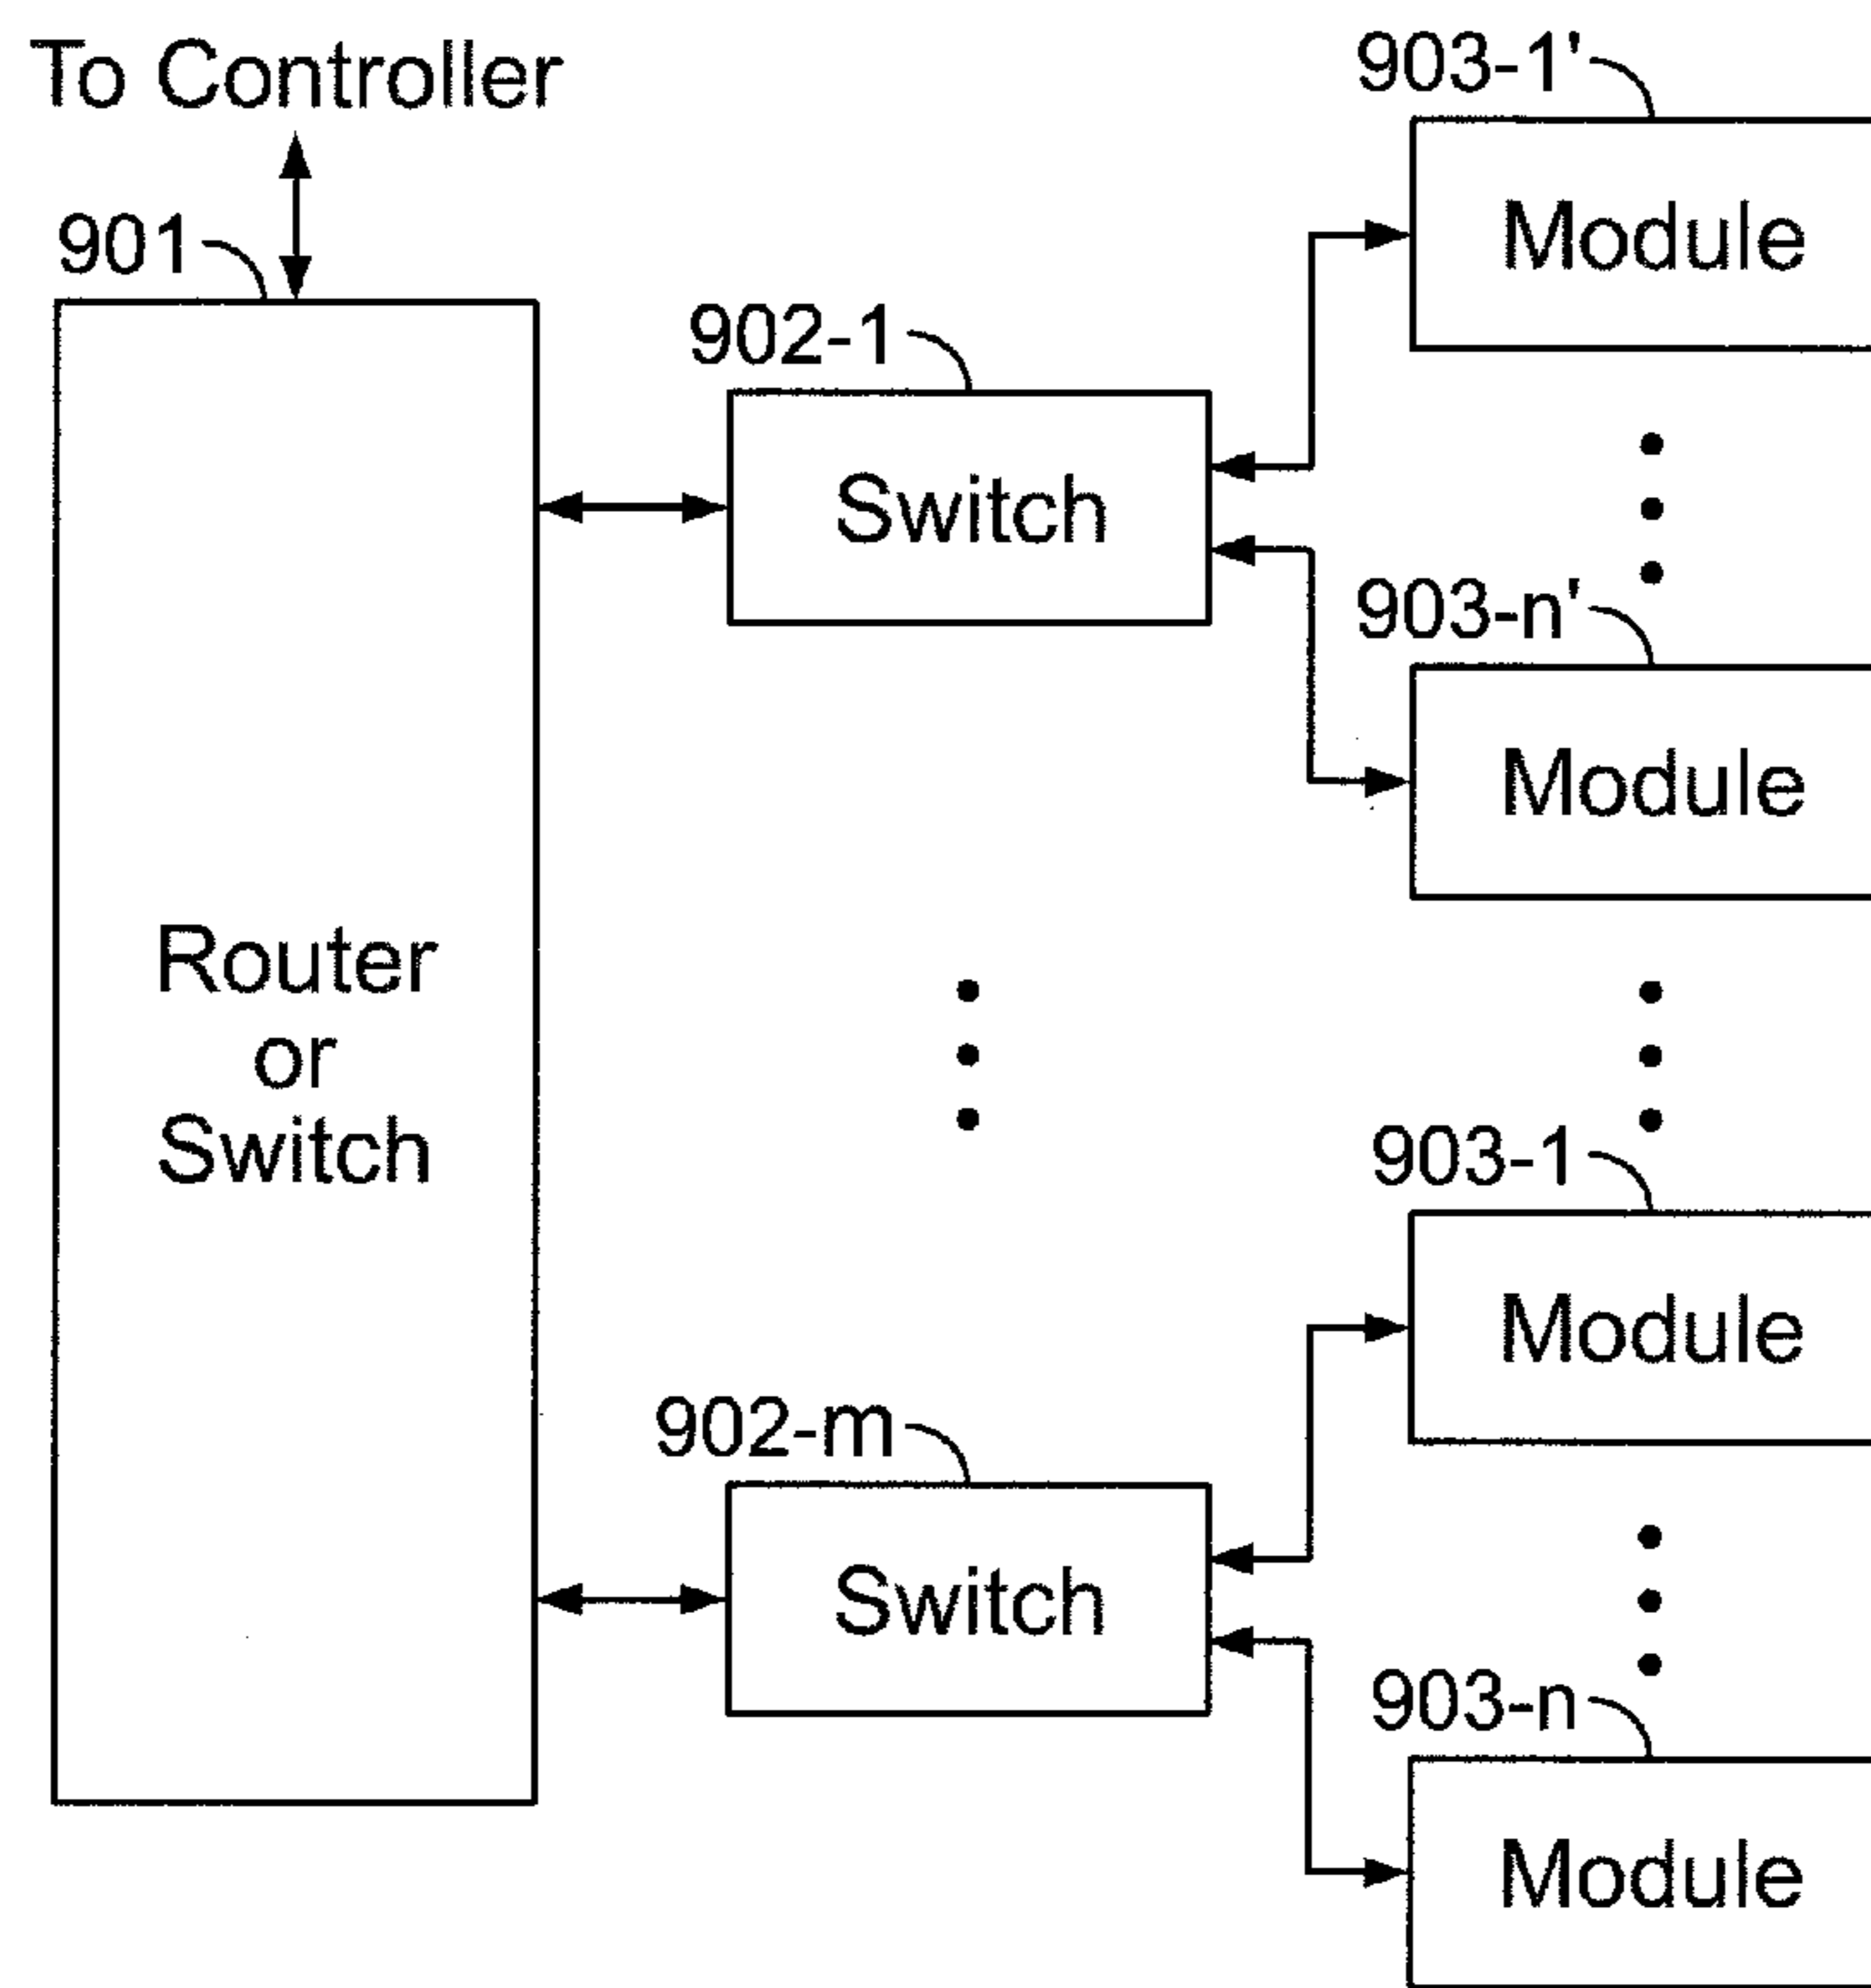 To Controller
901
Router
or
Switch
902-1
Switch
903-1'
Module
903-n'
Module
902-m
Switch
903-1
Module
903-n
Module